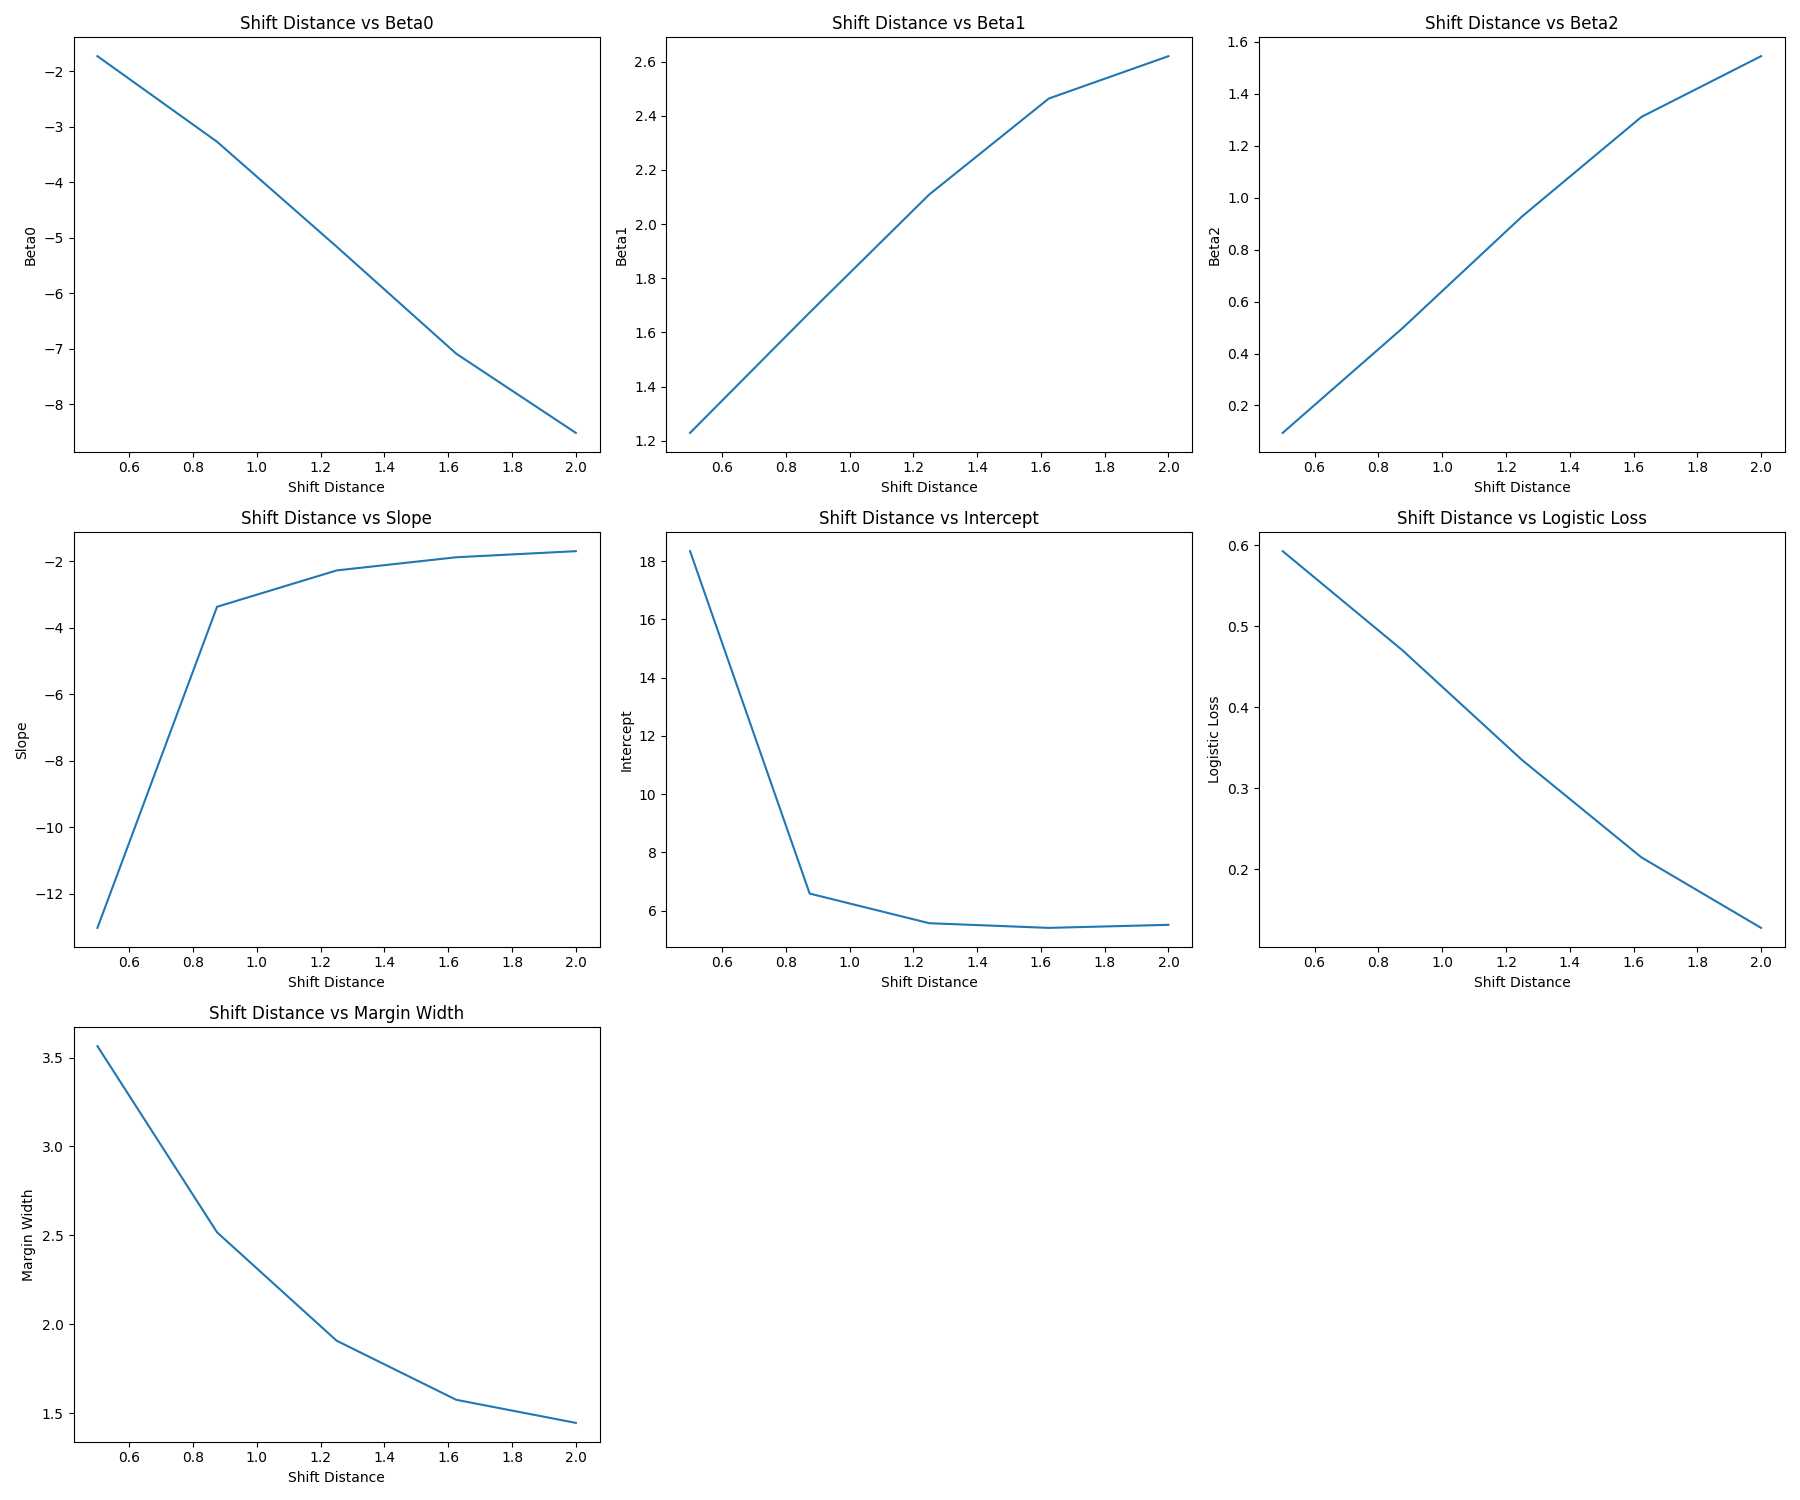 Shift Distance vs Beta0
Beta0
−2
−3
−4
−5
−6
−7
−8
0.6 0.8 1.0 1.2 1.4 1.6 1.8 2.0
Shift Distance
Shift Distance vs Beta1
Beta1
2.6
2.4
2.2
2.0
1.8
1.6
1.4
1.2
0.6 0.8 1.0 1.2 1.4 1.6 1.8 2.0
Shift Distance
Shift Distance vs Beta2
Beta2
1.6
1.4
1.2
1.0
0.8
0.6
0.4
0.2
0.6 0.8 1.0 1.2 1.4 1.6 1.8 2.0
Shift Distance
Shift Distance vs Slope
Slope
−2
−4
−6
−8
−10
−12
0.6 0.8 1.0 1.2 1.4 1.6 1.8 2.0
Shift Distance
Shift Distance vs Intercept
Intercept
18
16
14
12
10
8
6
0.6 0.8 1.0 1.2 1.4 1.6 1.8 2.0
Shift Distance
Shift Distance vs Logistic Loss
Logistic Loss
0.6
0.5
0.4
0.3
0.2
0.6 0.8 1.0 1.2 1.4 1.6 1.8 2.0
Shift Distance
Shift Distance vs Margin Width
Margin Width
3.5
3.0
2.5
2.0
1.5
0.6 0.8 1.0 1.2 1.4 1.6 1.8 2.0
Shift Distance